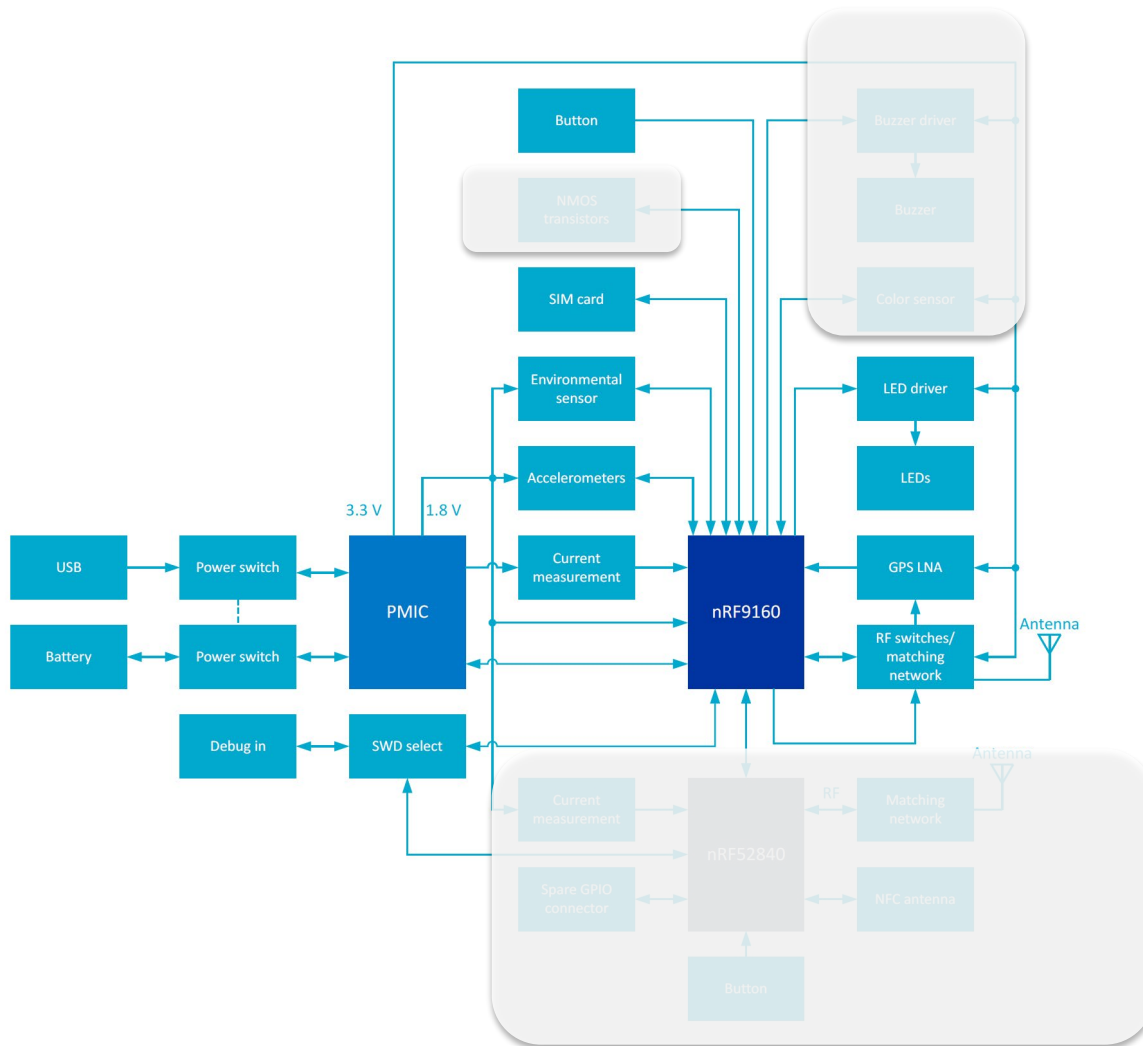 Button
Buzzer driver
NMOS
transistors
Buzzer
SIM card
Color sensor
Environmental
sensor
LED driver
Accelerometers
LEDs
3.3 V
1.8 V
USB
Power switch
PMIC
Current
measurement
nRF9160
GPS LNA
Antenna
Battery
Power switch
RF switches/
matching
network
Debug in
SWD select
Antenna
Current
measurement
RF
Matching
network
nRF52840
Spare GPIO
connector
NFC antenna
Button